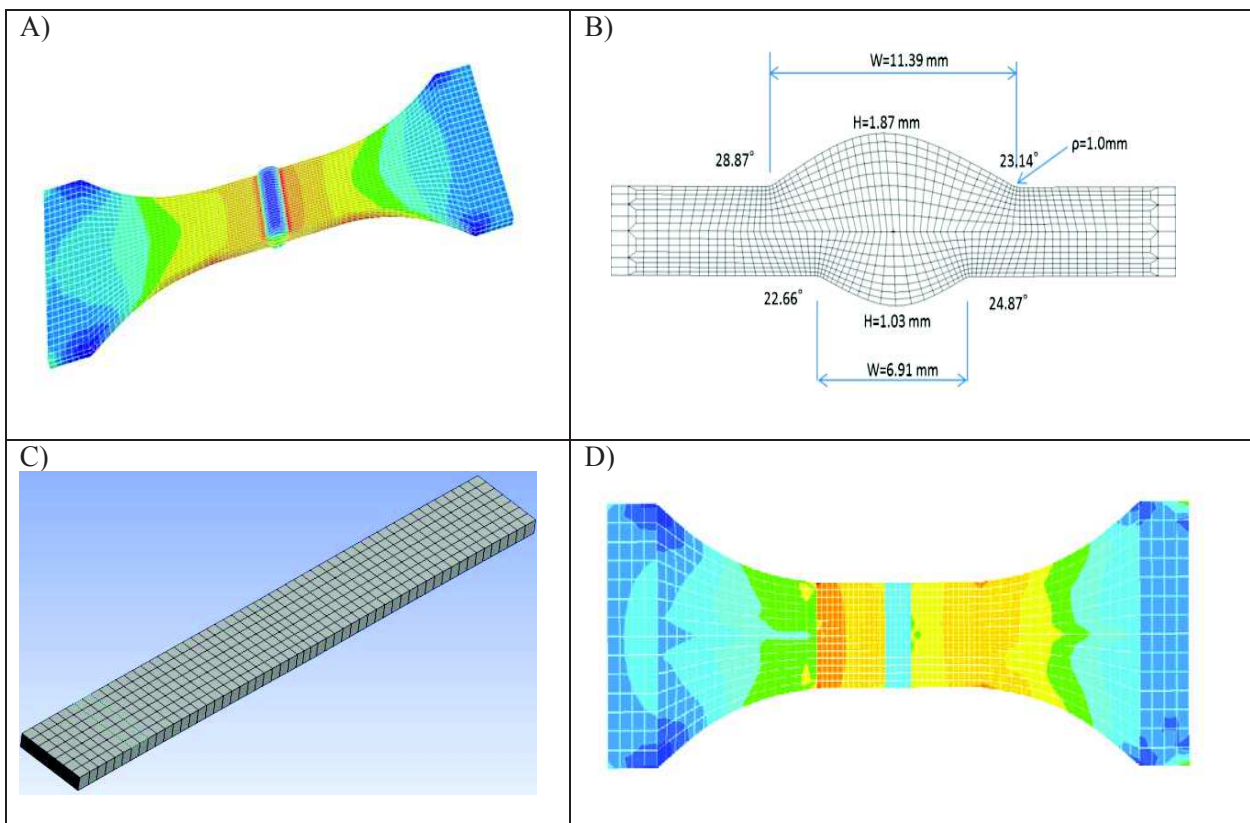 A)
B)
W=11.39 mm
H=1.87 mm
28.87°
23.14°
ρ=1.0mm
22.66°
24.87°
H=1.03 mm
W=6.91 mm
C)
D)